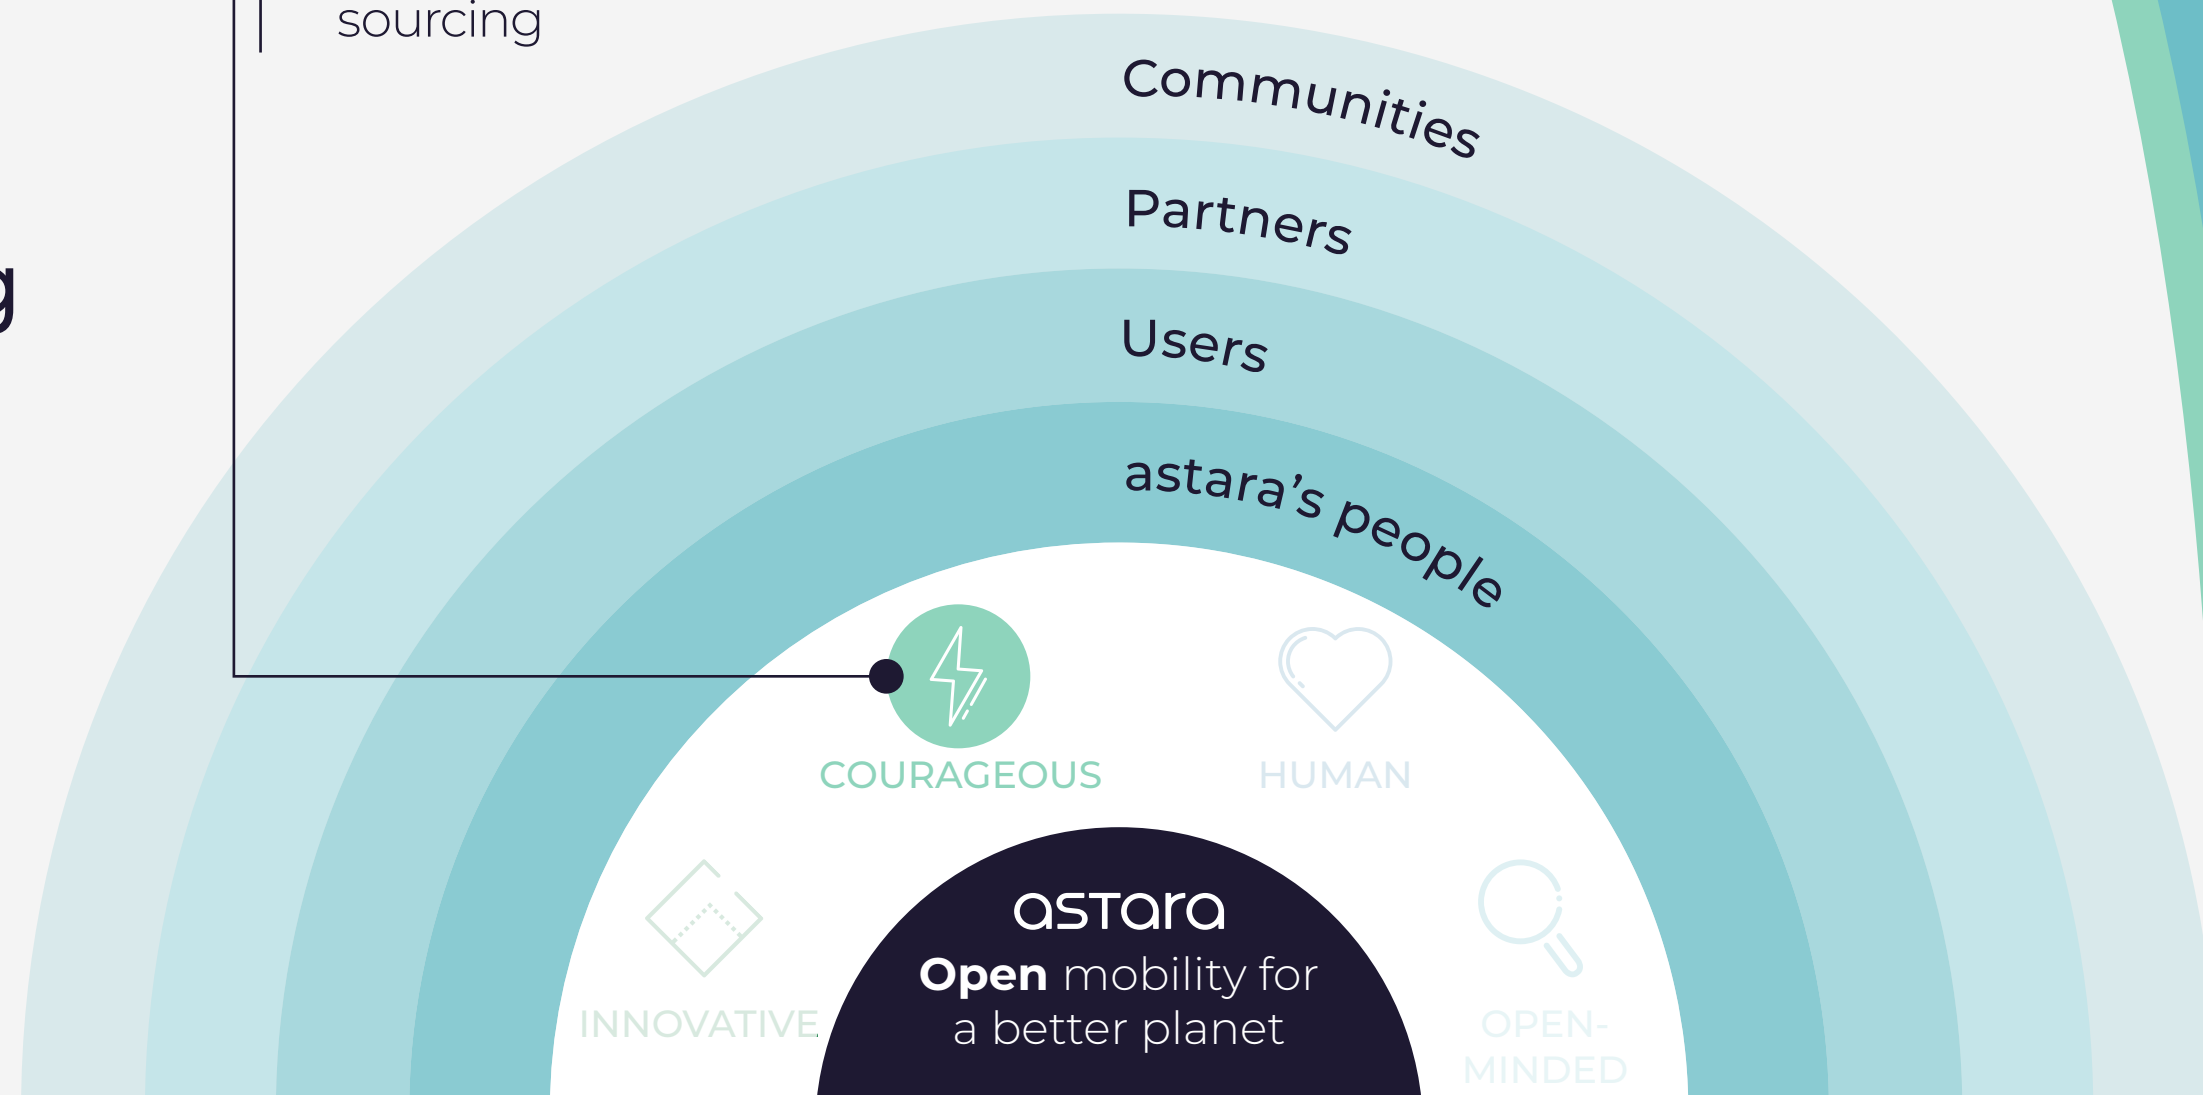 sourcing
Communities
Partners
g
Users
astara’s people
COURAGEOUS
HUMAN
astara
Open mobility for
a better planet
INNOVATIVE
OPEN-
MINDED